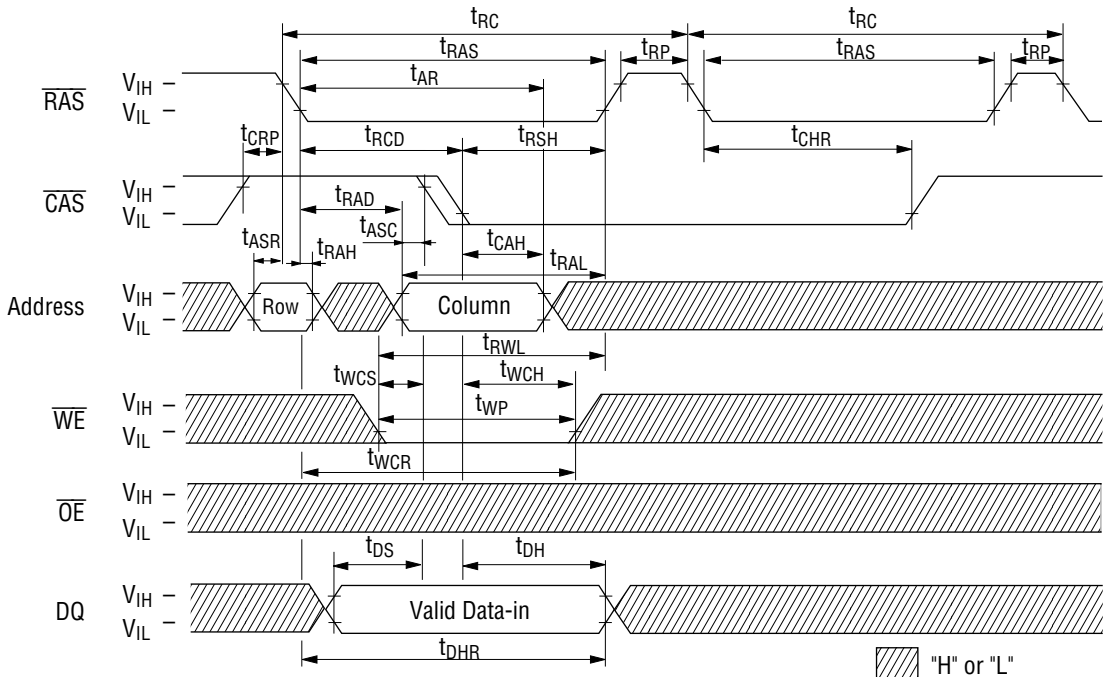 tRC tRC
tRAS tRP tRAS tRP
tAR
RAS VIH
VIL
tCRP tRCD tRSH tCHR
CAS VIH
VIL
tRAD
tASR tRAH tASC tCAH
tRAL
Address VIH
VIL
Row Column
tRWL
tWCS tWCH
WE VIH
VIL
tWP
tWCR
OE VIH
VIL
tDS tDH
DQ VIH
VIL
Valid Data-in
tDHR
"H" or "L"